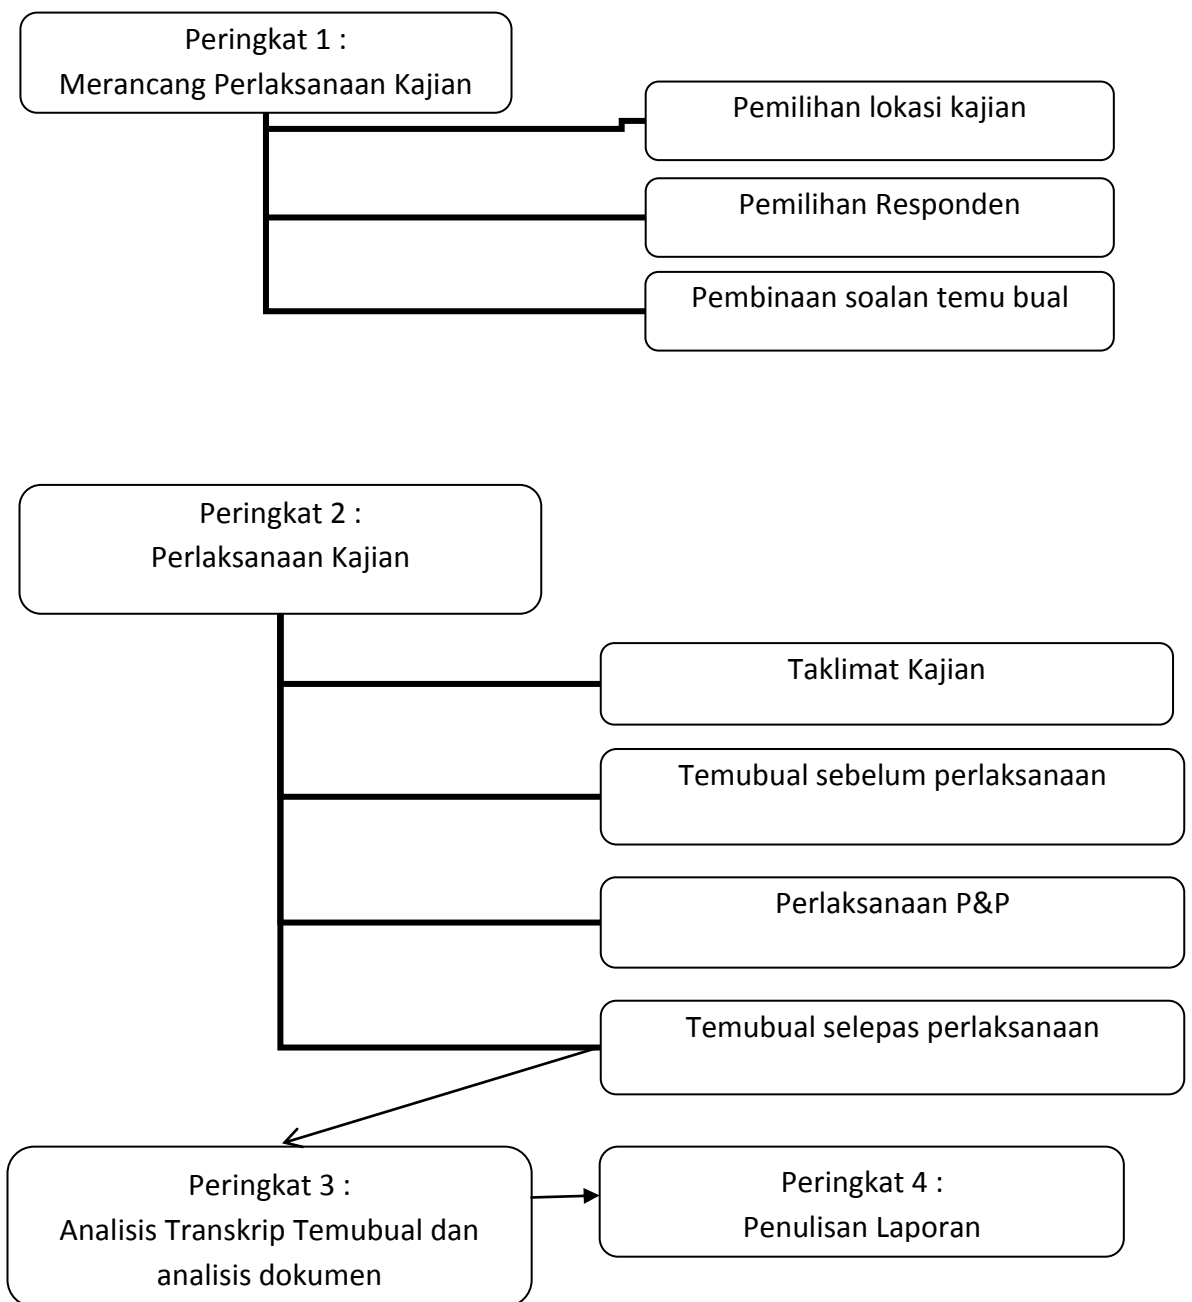 Peringkat 1 :
Merancang Perlaksanaan Kajian
Pemilihan lokasi kajian
Pemilihan Responden
Pembinaan soalan temu bual
Peringkat 2 :
Perlaksanaan Kajian
Taklimat Kajian
Temubual sebelum perlaksanaan
Perlaksanaan P&P
Temubual selepas perlaksanaan
Peringkat 3 :
Analisis Transkrip Temubual dan
analisis dokumen
Peringkat 4 :
Penulisan Laporan